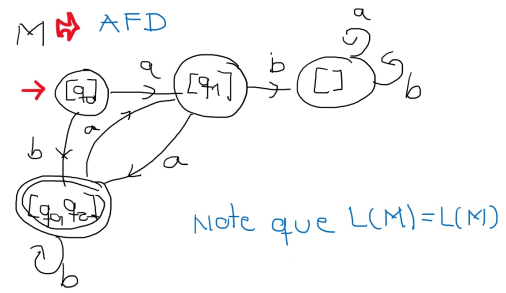 M ⇨ AFD
a
a
b
[q0]
[q1]
[ ]
b
b
a
a
[q0, q2]
b
Note que L(M)=L(M)